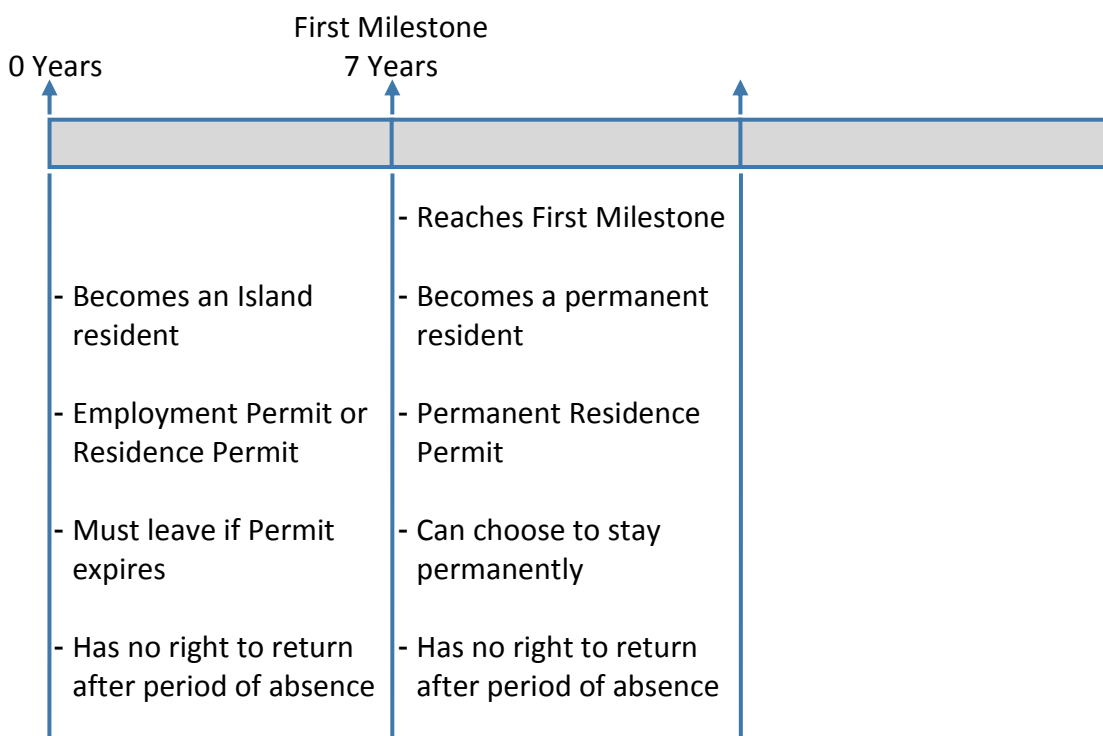 First Milestone
0 Years
7 Years
- Reaches First Milestone
- Becomes an Island
resident
- Becomes a permanent
resident
- Employment Permit or
Residence Permit
- Permanent Residence
Permit
- Must leave if Permit
expires
- Can choose to stay
permanently
- Has no right to return
after period of absence
- Has no right to return
after period of absence